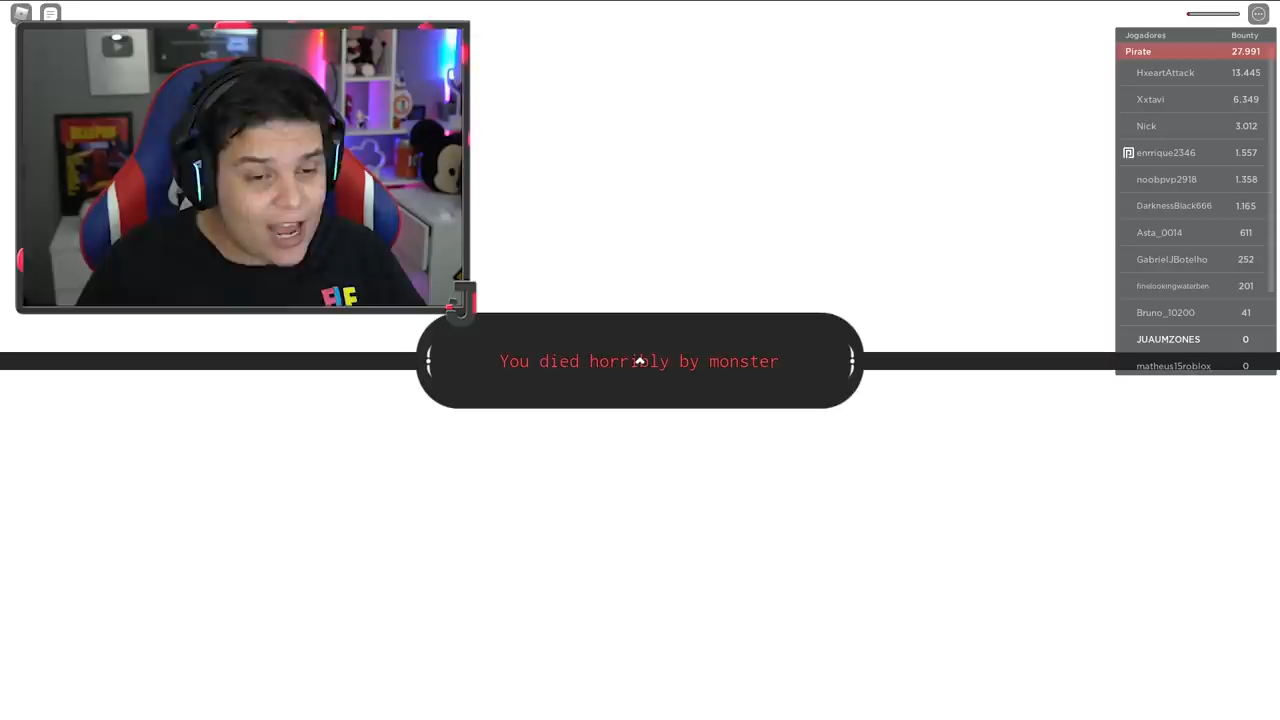 Jogadores Bounty
Pirate 27.991
HxeartAttack 13.445
Xxtavi 6.349
Nick 3.012
enrrique2346 1.557
noobpvp2918 1.358
DarknessBlack666 1.165
Asta_0014 611
GabrielJBotelho 252
finelookingwaterben 201
Bruno_10200 41
JUAUMZONES 0
matheus15roblox 0
You died horribly by monster
J